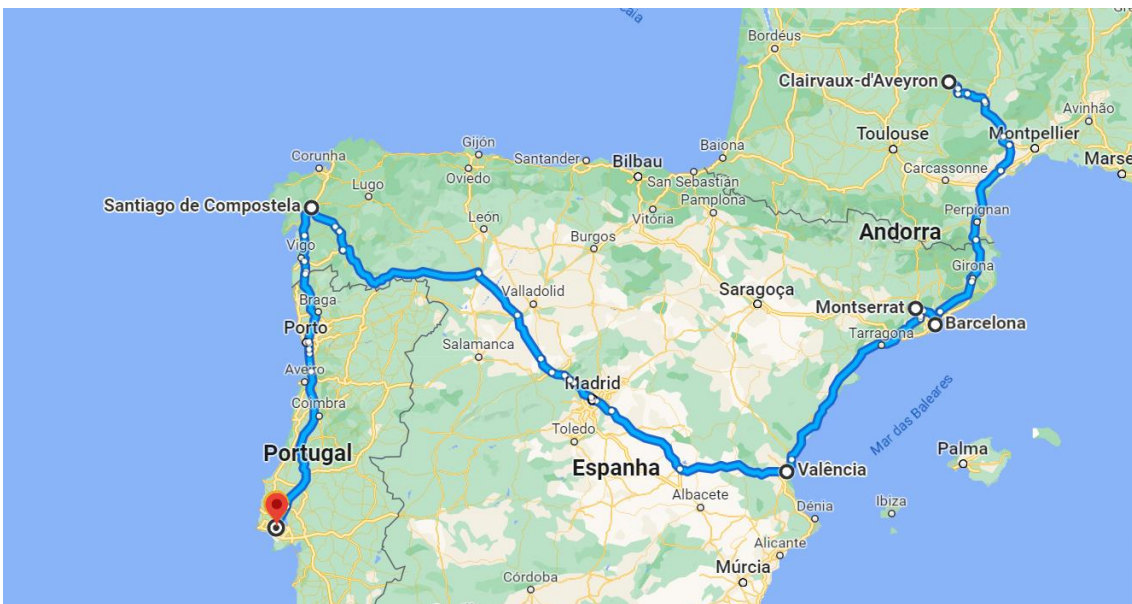 caia
Bordéus
Clairvaux-d'Aveyron
Avinhão
Toulouse
Montpellier
Marse
Carcassonne
Baiona
Gijón
Santander
Bilbau
San Sebastián
Corunha
Oviedo
Lugo
Vitória
Pamplona
Santiago de Compostela
León
Perpignan
Andorra
Burgos
Vigo
Girona
Valladolid
Saragoça
Montserrat
Braga
Barcelona
Porto
Tarragona
Salamanca
Aveiro
Madrid
Mar das Baleares
Coimbra
Toledo
Portugal
Palma
Espanha
Valência
Albacete
Ibiza
Dénia
Alicante
Múrcia
Córdoba